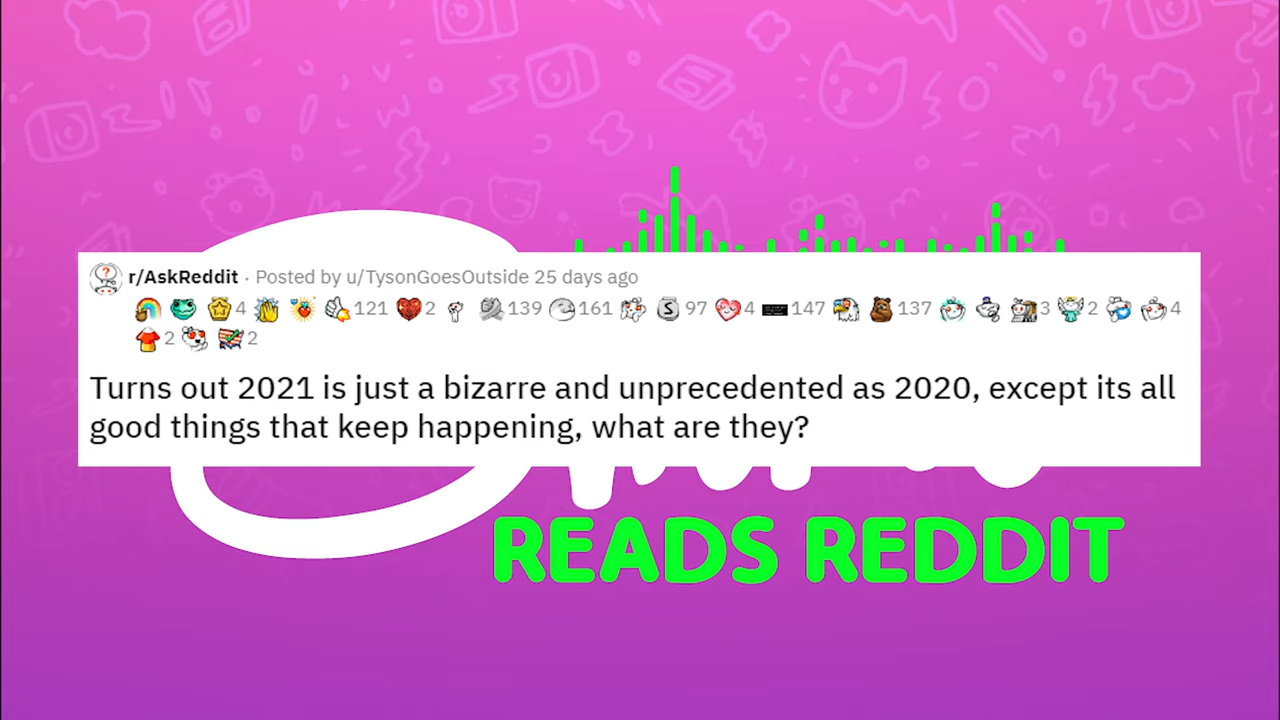 r/AskReddit · Posted by u/TysonGoesOutside 25 days ago
4 121 2 139 161 97 4 147 137 3 2 4
2 2
Turns out 2021 is just a bizarre and unprecedented as 2020, except its all
good things that keep happening, what are they?
READS REDDIT